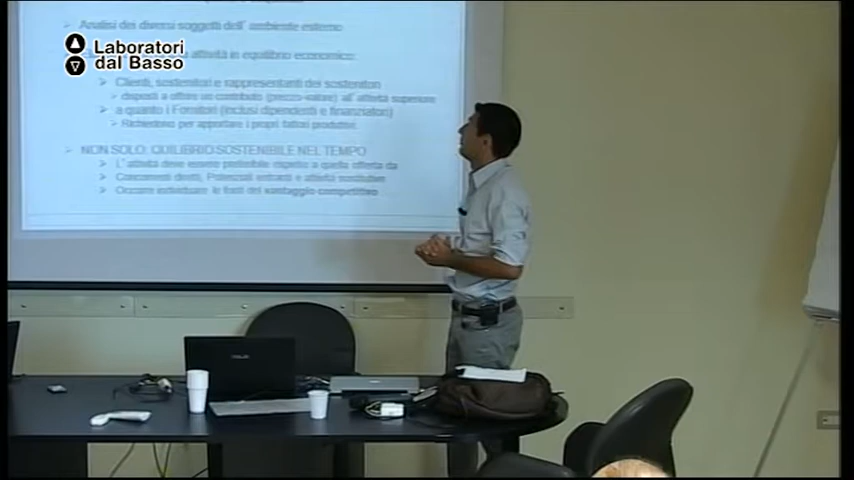 Analisi dei diversi soggetti dell'ambiente esterno
Laboratori
dal Basso
attività in equilibrio economico
Clienti, sostenitori e rappresentanti dei sostenitori
disposti a offrire un contributo (prezzo-valore) all'attività superiore
a quanto i Fornitori (inclusi dipendenti e finanziatori)
Richiedono per apportare i propri fattori produttivi.
NON SOLO: EQUILIBRIO SOSTENIBILE NEL TEMPO
L'attività deve essere preferibile rispetto a quella offerta da
Concorrenti diretti, Potenziali entranti e attività sostitutive
Occorre individuare le fonti del vantaggio competitivo